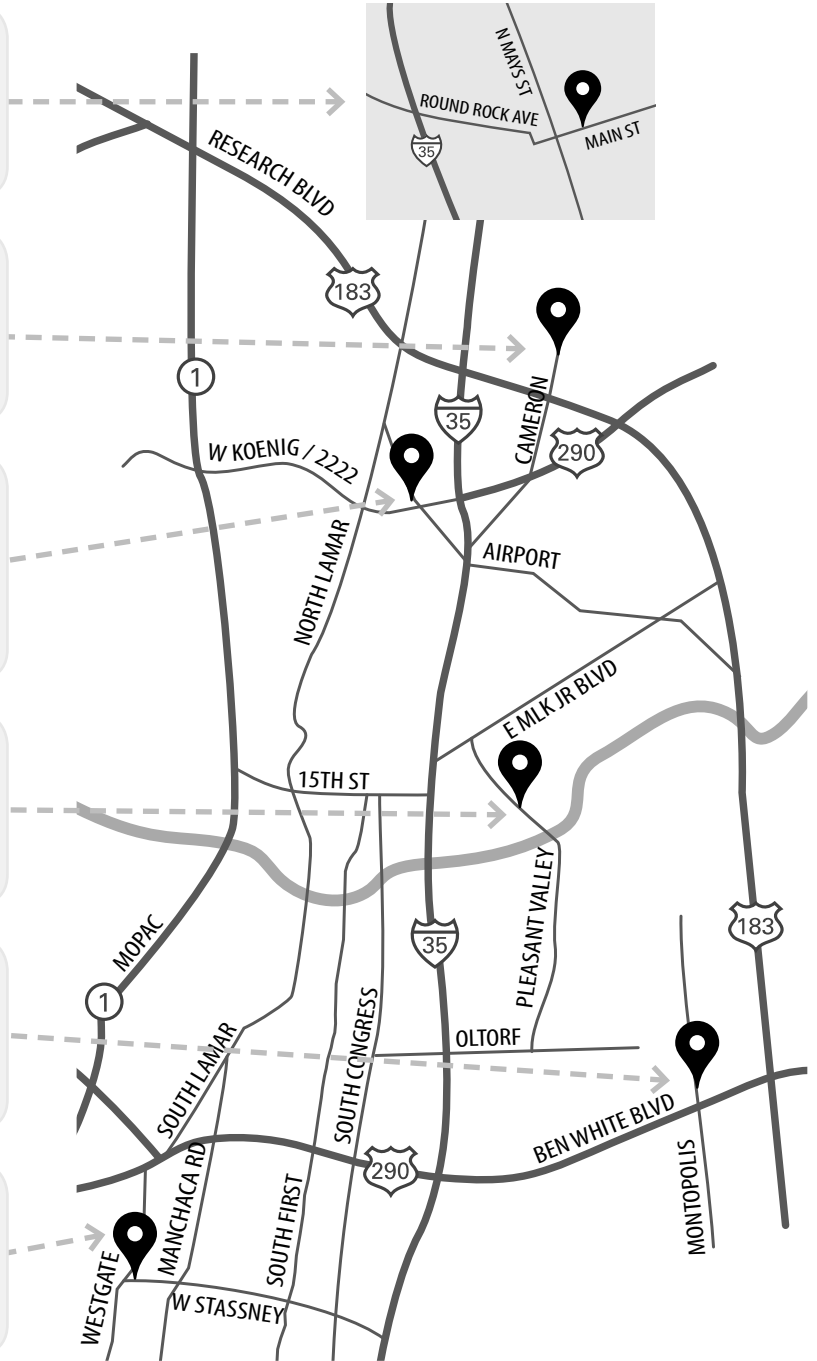 N MAYS ST
ROUND ROCK AVE
MAIN ST
35
RESEARCH BLVD
183
1
35
CAMERON
290
W KOENIG / 2222
NORTH LAMAR
AIRPORT
E MLK JR BLVD
15TH ST
PLEASANT VALLEY
183
35
MOPAC
1
SOUTH LAMAR
SOUTH CONGRESS
OLTORF
BEN WHITE BLVD
290
MANCHACA RD
SOUTH FIRST
MONTOPOLIS
WESTGATE
W STASSNEY